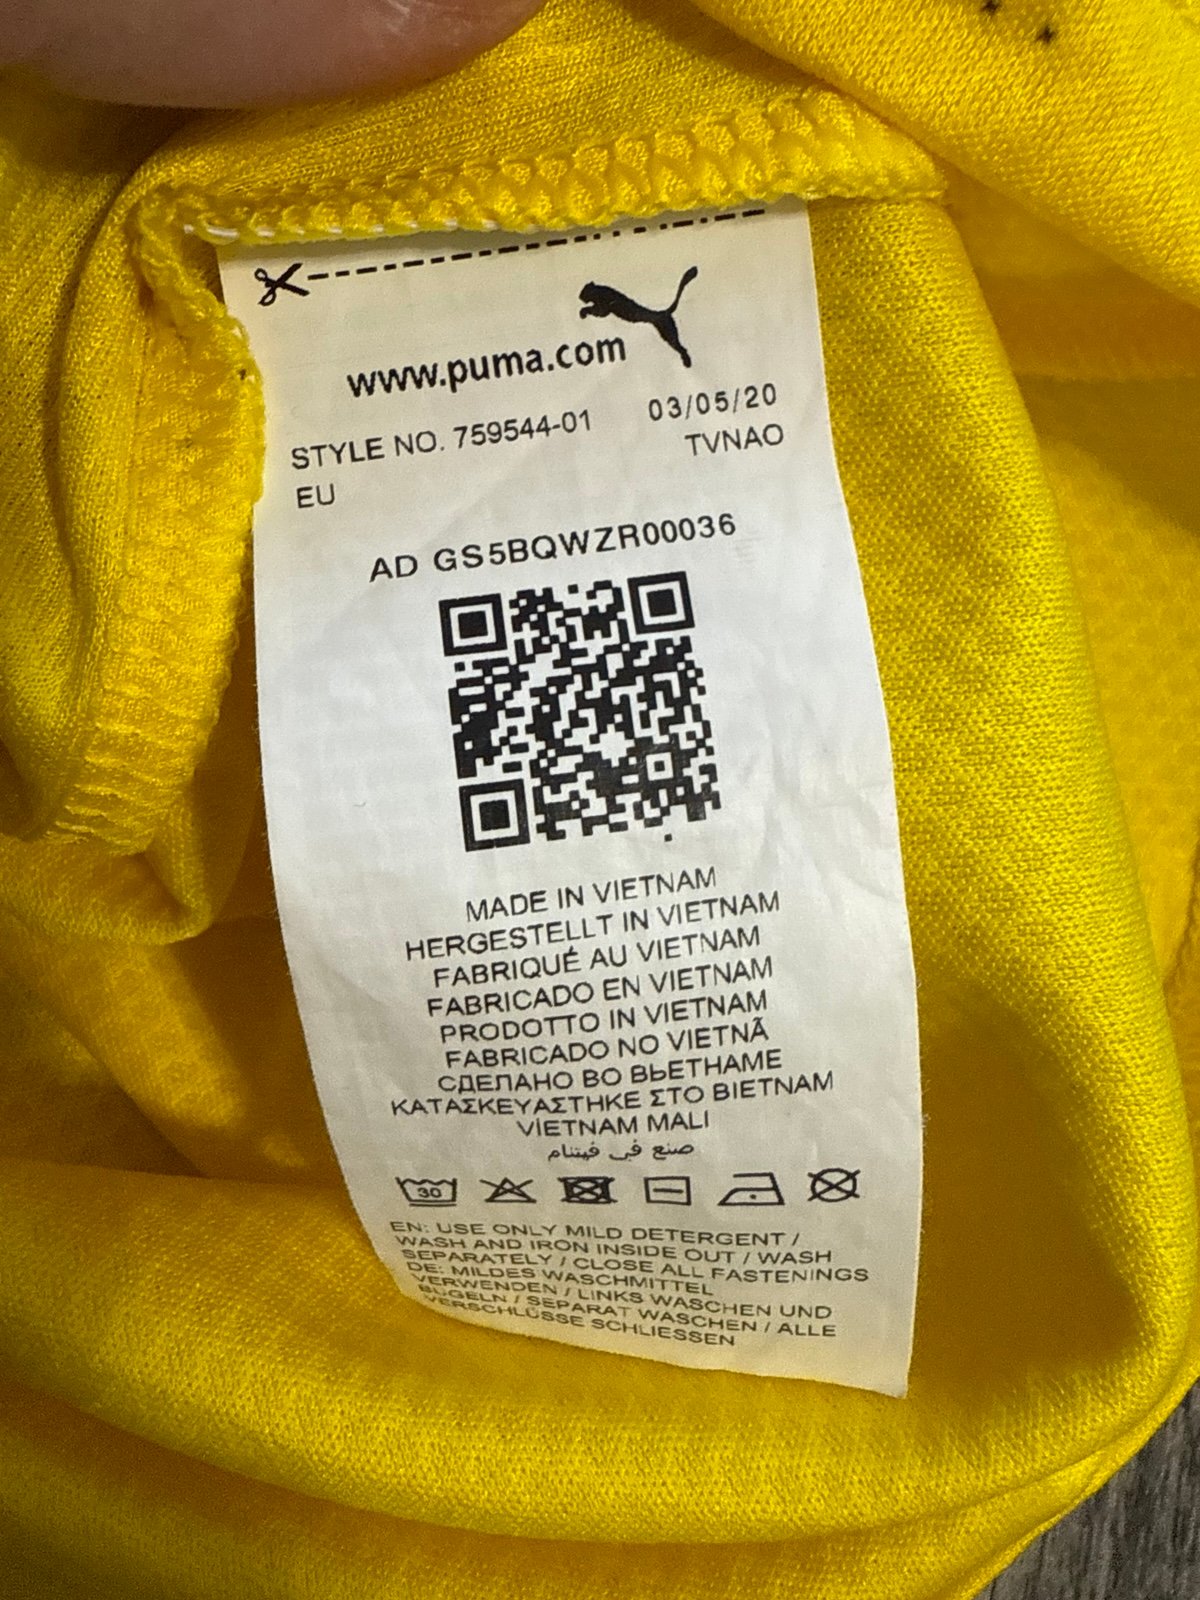 www.puma.com
STYLE NO. 759544-01 03/05/20
EU TVNAO
AD GS5BQWZR00036
MADE IN VIETNAM
HERGESTELLT IN VIETNAM
FABRIQUÉ AU VIETNAM
FABRICADO EN VIETNAM
PRODOTTO IN VIETNAM
FABRICADO NO VIETNÃ
СДЕЛАНО ВО ВЬЕТНАМЕ
ΚΑΤΑΣΚΕΥΑΣΤΗΚΕ ΣΤΟ ΒΙΕΤΝΑΜ
VİETNAM MALI
صنع في فيتنام
30
EN: USE ONLY MILD DETERGENT /
WASH AND IRON INSIDE OUT / WASH
SEPARATELY / CLOSE ALL FASTENINGS
DE: MILDES WASCHMITTEL
VERWENDEN / LINKS WASCHEN UND
BÜGELN / SEPARAT WASCHEN / ALLE
VERSCHLÜSSE SCHLIESSEN